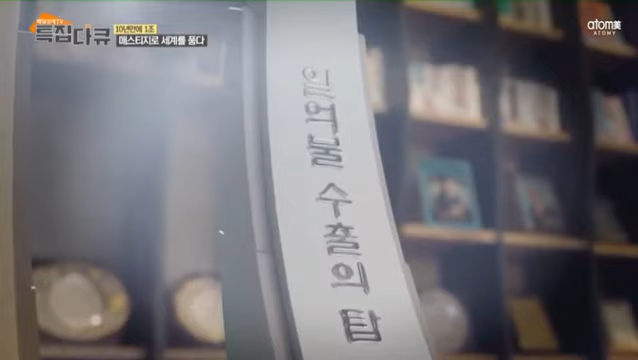 특집다큐
10년만에 1조
매스티지로 세계를 품다
atom美
ATOMY
일억불 수출의 탑